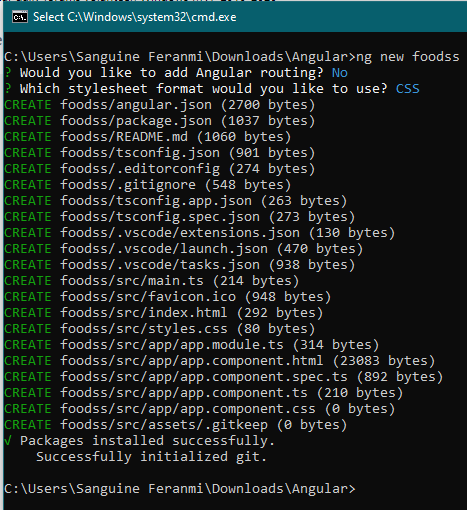 Select C:\Windows\system32\cmd.exe
C:\Users\Sanguine Feranmi\Downloads\Angular>ng new foodss
? Would you like to add Angular routing? No
? Which stylesheet format would you like to use? CSS
CREATE foodss/angular.json (2700 bytes)
CREATE foodss/package.json (1037 bytes)
CREATE foodss/README.md (1060 bytes)
CREATE foodss/tsconfig.json (901 bytes)
CREATE foodss/.editorconfig (274 bytes)
CREATE foodss/.gitignore (548 bytes)
CREATE foodss/tsconfig.app.json (263 bytes)
CREATE foodss/tsconfig.spec.json (273 bytes)
CREATE foodss/.vscode/extensions.json (130 bytes)
CREATE foodss/.vscode/launch.json (470 bytes)
CREATE foodss/.vscode/tasks.json (938 bytes)
CREATE foodss/src/main.ts (214 bytes)
CREATE foodss/src/favicon.ico (948 bytes)
CREATE foodss/src/index.html (292 bytes)
CREATE foodss/src/styles.css (80 bytes)
CREATE foodss/src/app/app.module.ts (314 bytes)
CREATE foodss/src/app/app.component.html (23083 bytes)
CREATE foodss/src/app/app.component.spec.ts (892 bytes)
CREATE foodss/src/app/app.component.ts (210 bytes)
CREATE foodss/src/app/app.component.css (0 bytes)
CREATE foodss/src/assets/.gitkeep (0 bytes)
√ Packages installed successfully.
Successfully initialized git.
C:\Users\Sanguine Feranmi\Downloads\Angular>